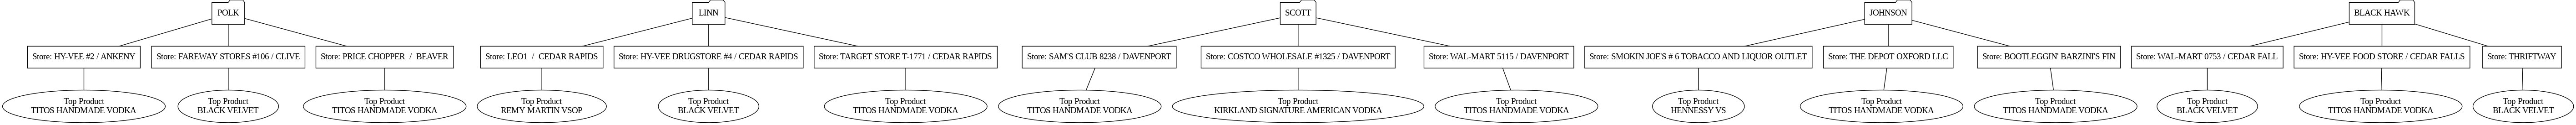 POLK
LINN
SCOTT
JOHNSON
BLACK HAWK
Store: HY-VEE #2 / ANKENY
Store: FAREWAY STORES #106 / CLIVE
Store: PRICE CHOPPER  /  BEAVER
Store: LEO1  /  CEDAR RAPIDS
Store: HY-VEE DRUGSTORE #4 / CEDAR RAPIDS
Store: TARGET STORE T-1771 / CEDAR RAPIDS
Store: SAM'S CLUB 8238 / DAVENPORT
Store: COSTCO WHOLESALE #1325 / DAVENPORT
Store: WAL-MART 5115 / DAVENPORT
Store: SMOKIN JOE'S # 6 TOBACCO AND LIQUOR OUTLET
Store: THE DEPOT OXFORD LLC
Store: BOOTLEGGIN' BARZINI'S FIN
Store: WAL-MART 0753 / CEDAR FALL
Store: HY-VEE FOOD STORE / CEDAR FALLS
Store: THRIFTWAY
Top Product
TITOS HANDMADE VODKA
Top Product
BLACK VELVET
Top Product
TITOS HANDMADE VODKA
Top Product
REMY MARTIN VSOP
Top Product
BLACK VELVET
Top Product
TITOS HANDMADE VODKA
Top Product
TITOS HANDMADE VODKA
Top Product
KIRKLAND SIGNATURE AMERICAN VODKA
Top Product
TITOS HANDMADE VODKA
Top Product
HENNESSY VS
Top Product
TITOS HANDMADE VODKA
Top Product
TITOS HANDMADE VODKA
Top Product
BLACK VELVET
Top Product
TITOS HANDMADE VODKA
Top Product
BLACK VELVET